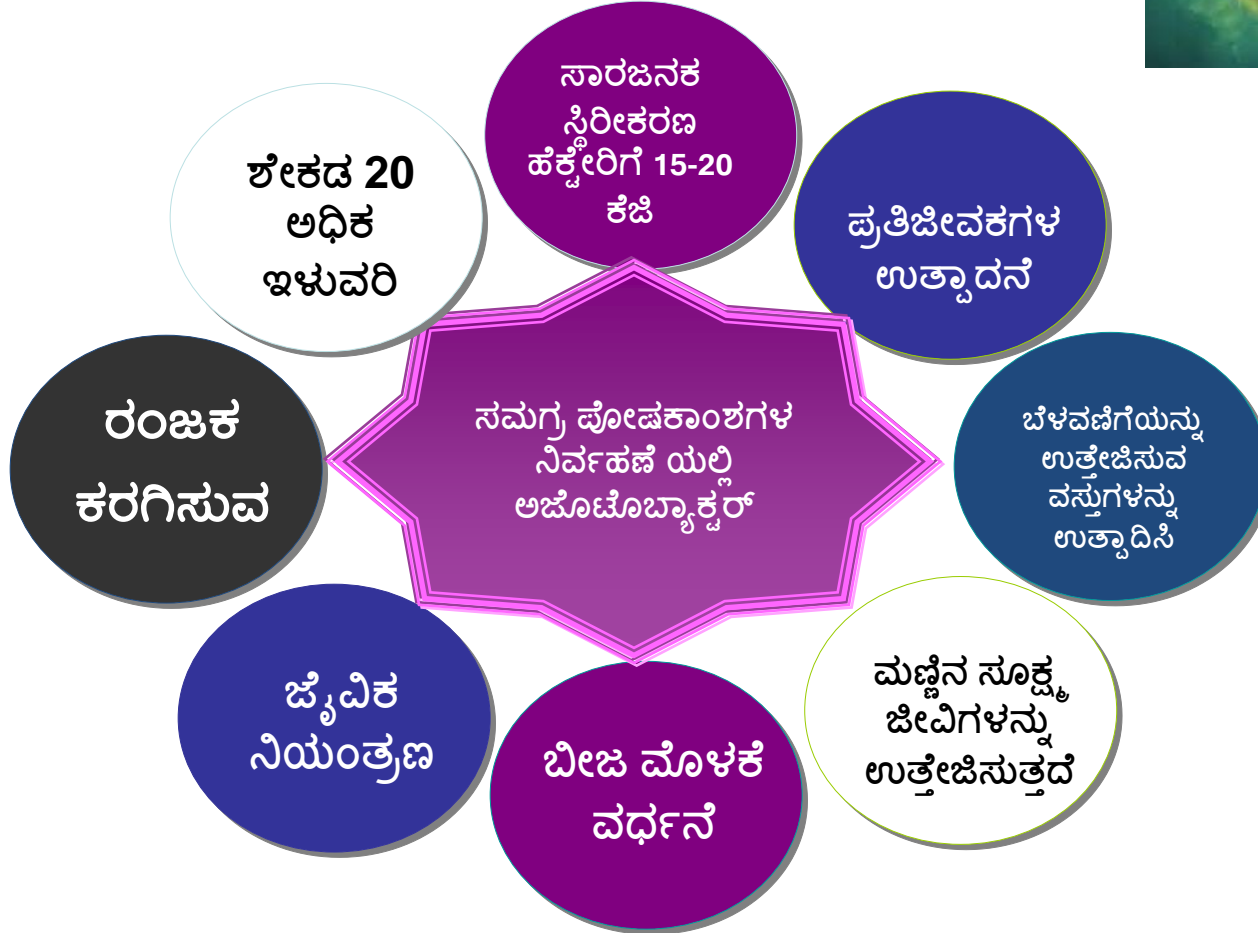 ಸಾರಜನಕ
ಸ್ಥಿರೀಕರಣ
ಹೆಕ್ಟೇರಿಗೆ 15-20
ಕೆಜಿ
ಶೇಕಡ 20
ಅಧಿಕ
ಇಳುವರಿ
ಪ್ರತಿಜೀವಕಗಳ
ಉತ್ಪಾದನೆ
ರಂಜಕ
ಕರಗಿಸುವ
ಸಮಗ್ರ ಪೋಷಕಾಂಶಗಳ
ನಿರ್ವಹಣೆ ಯಲ್ಲಿ
ಅಜೊಟೊಬ್ಯಾಕ್ಟರ್
ಬೆಳವಣಿಗೆಯನ್ನು
ಉತ್ತೇಜಿಸುವ
ವಸ್ತುಗಳನ್ನು
ಉತ್ಪಾದಿಸಿ
ಜೈವಿಕ
ನಿಯಂತ್ರಣ
ಬೀಜ ಮೊಳಕೆ
ವರ್ಧನೆ
ಮಣ್ಣಿನ ಸೂಕ್ಷ್ಮ
ಜೀವಿಗಳನ್ನು
ಉತ್ತೇಜಿಸುತ್ತದೆ